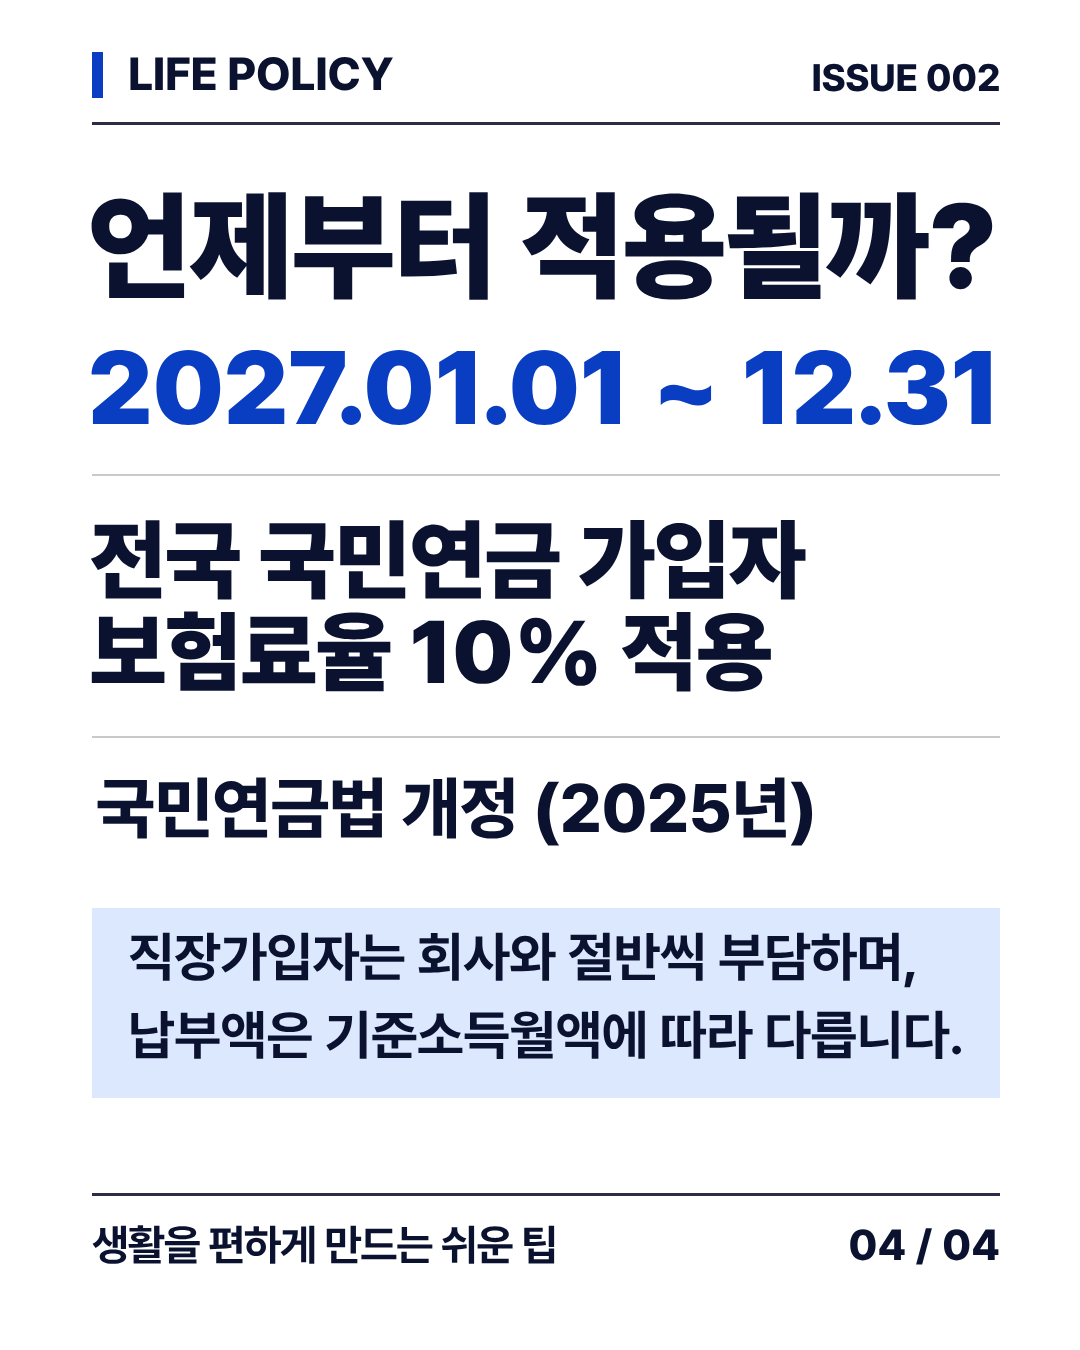 LIFE POLICY
ISSUE 002
언제부터 적용될까?
2027.01.01 ~ 12.31
전국 국민연금 가입자
보험료율 10% 적용
국민연금법 개정 (2025년)
직장가입자는 회사와 절반씩 부담하며,
납부액은 기준소득월액에 따라 다릅니다.
생활을 편하게 만드는 쉬운 팁
04 / 04